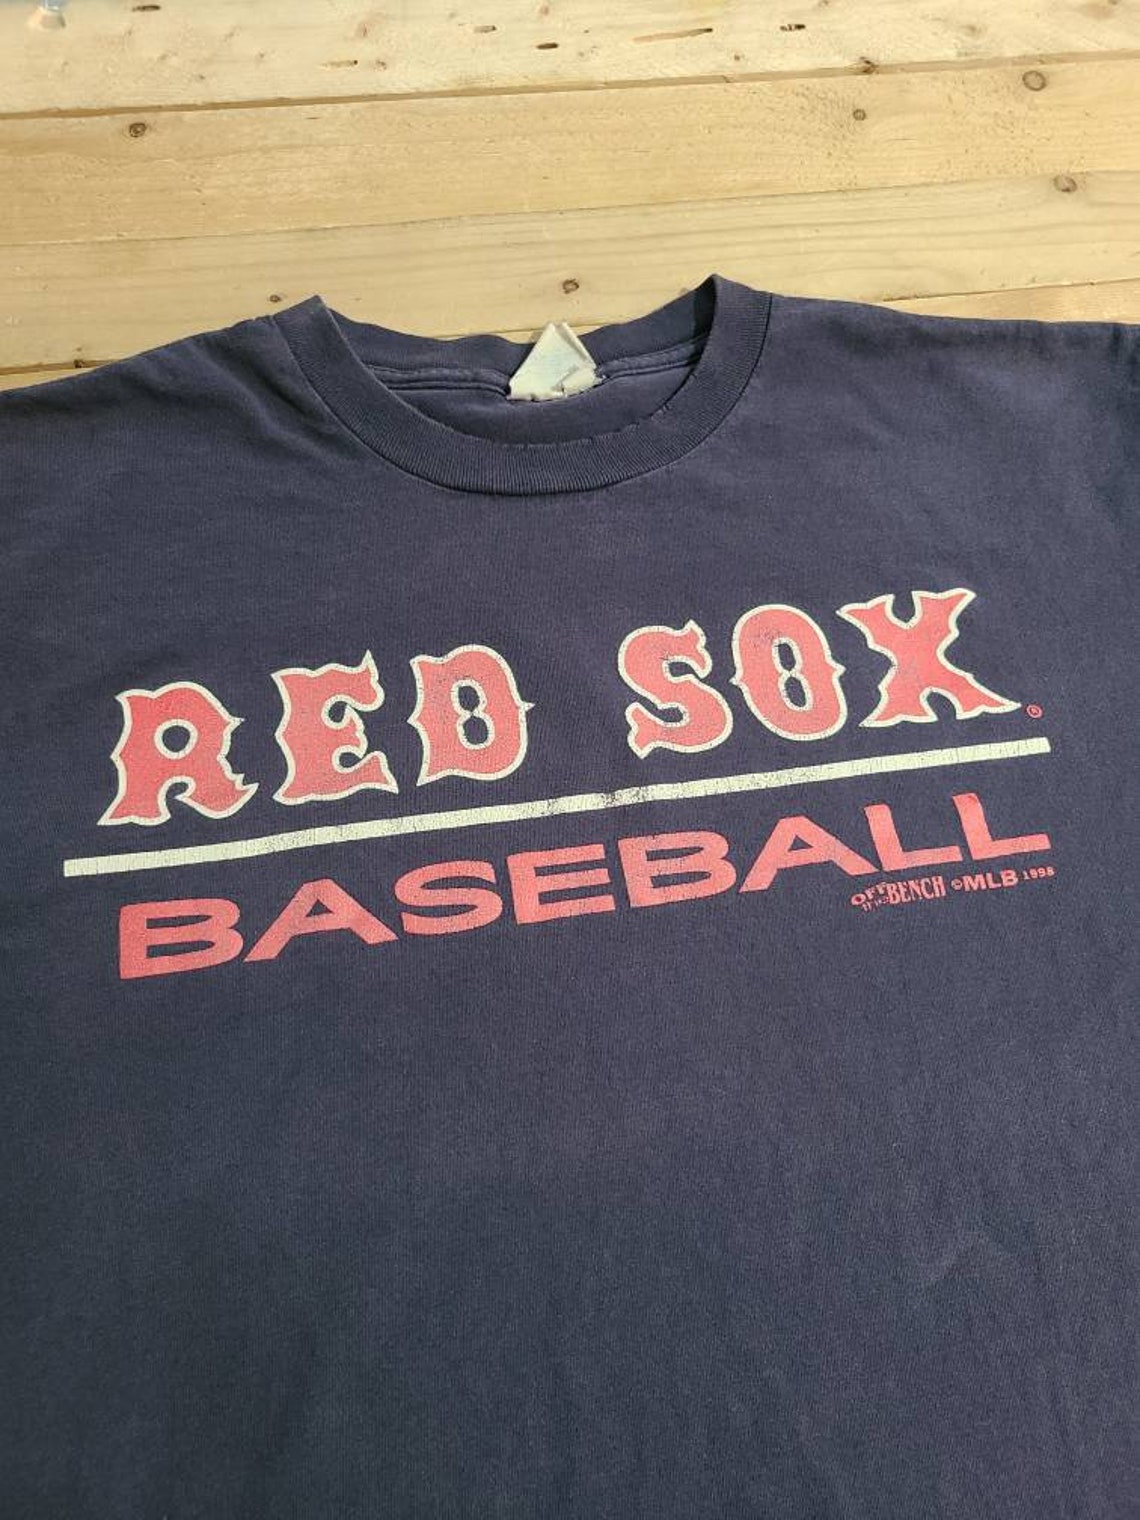 RED SOX ®
BASEBALL
OFF THE BENCH ©MLB 1998